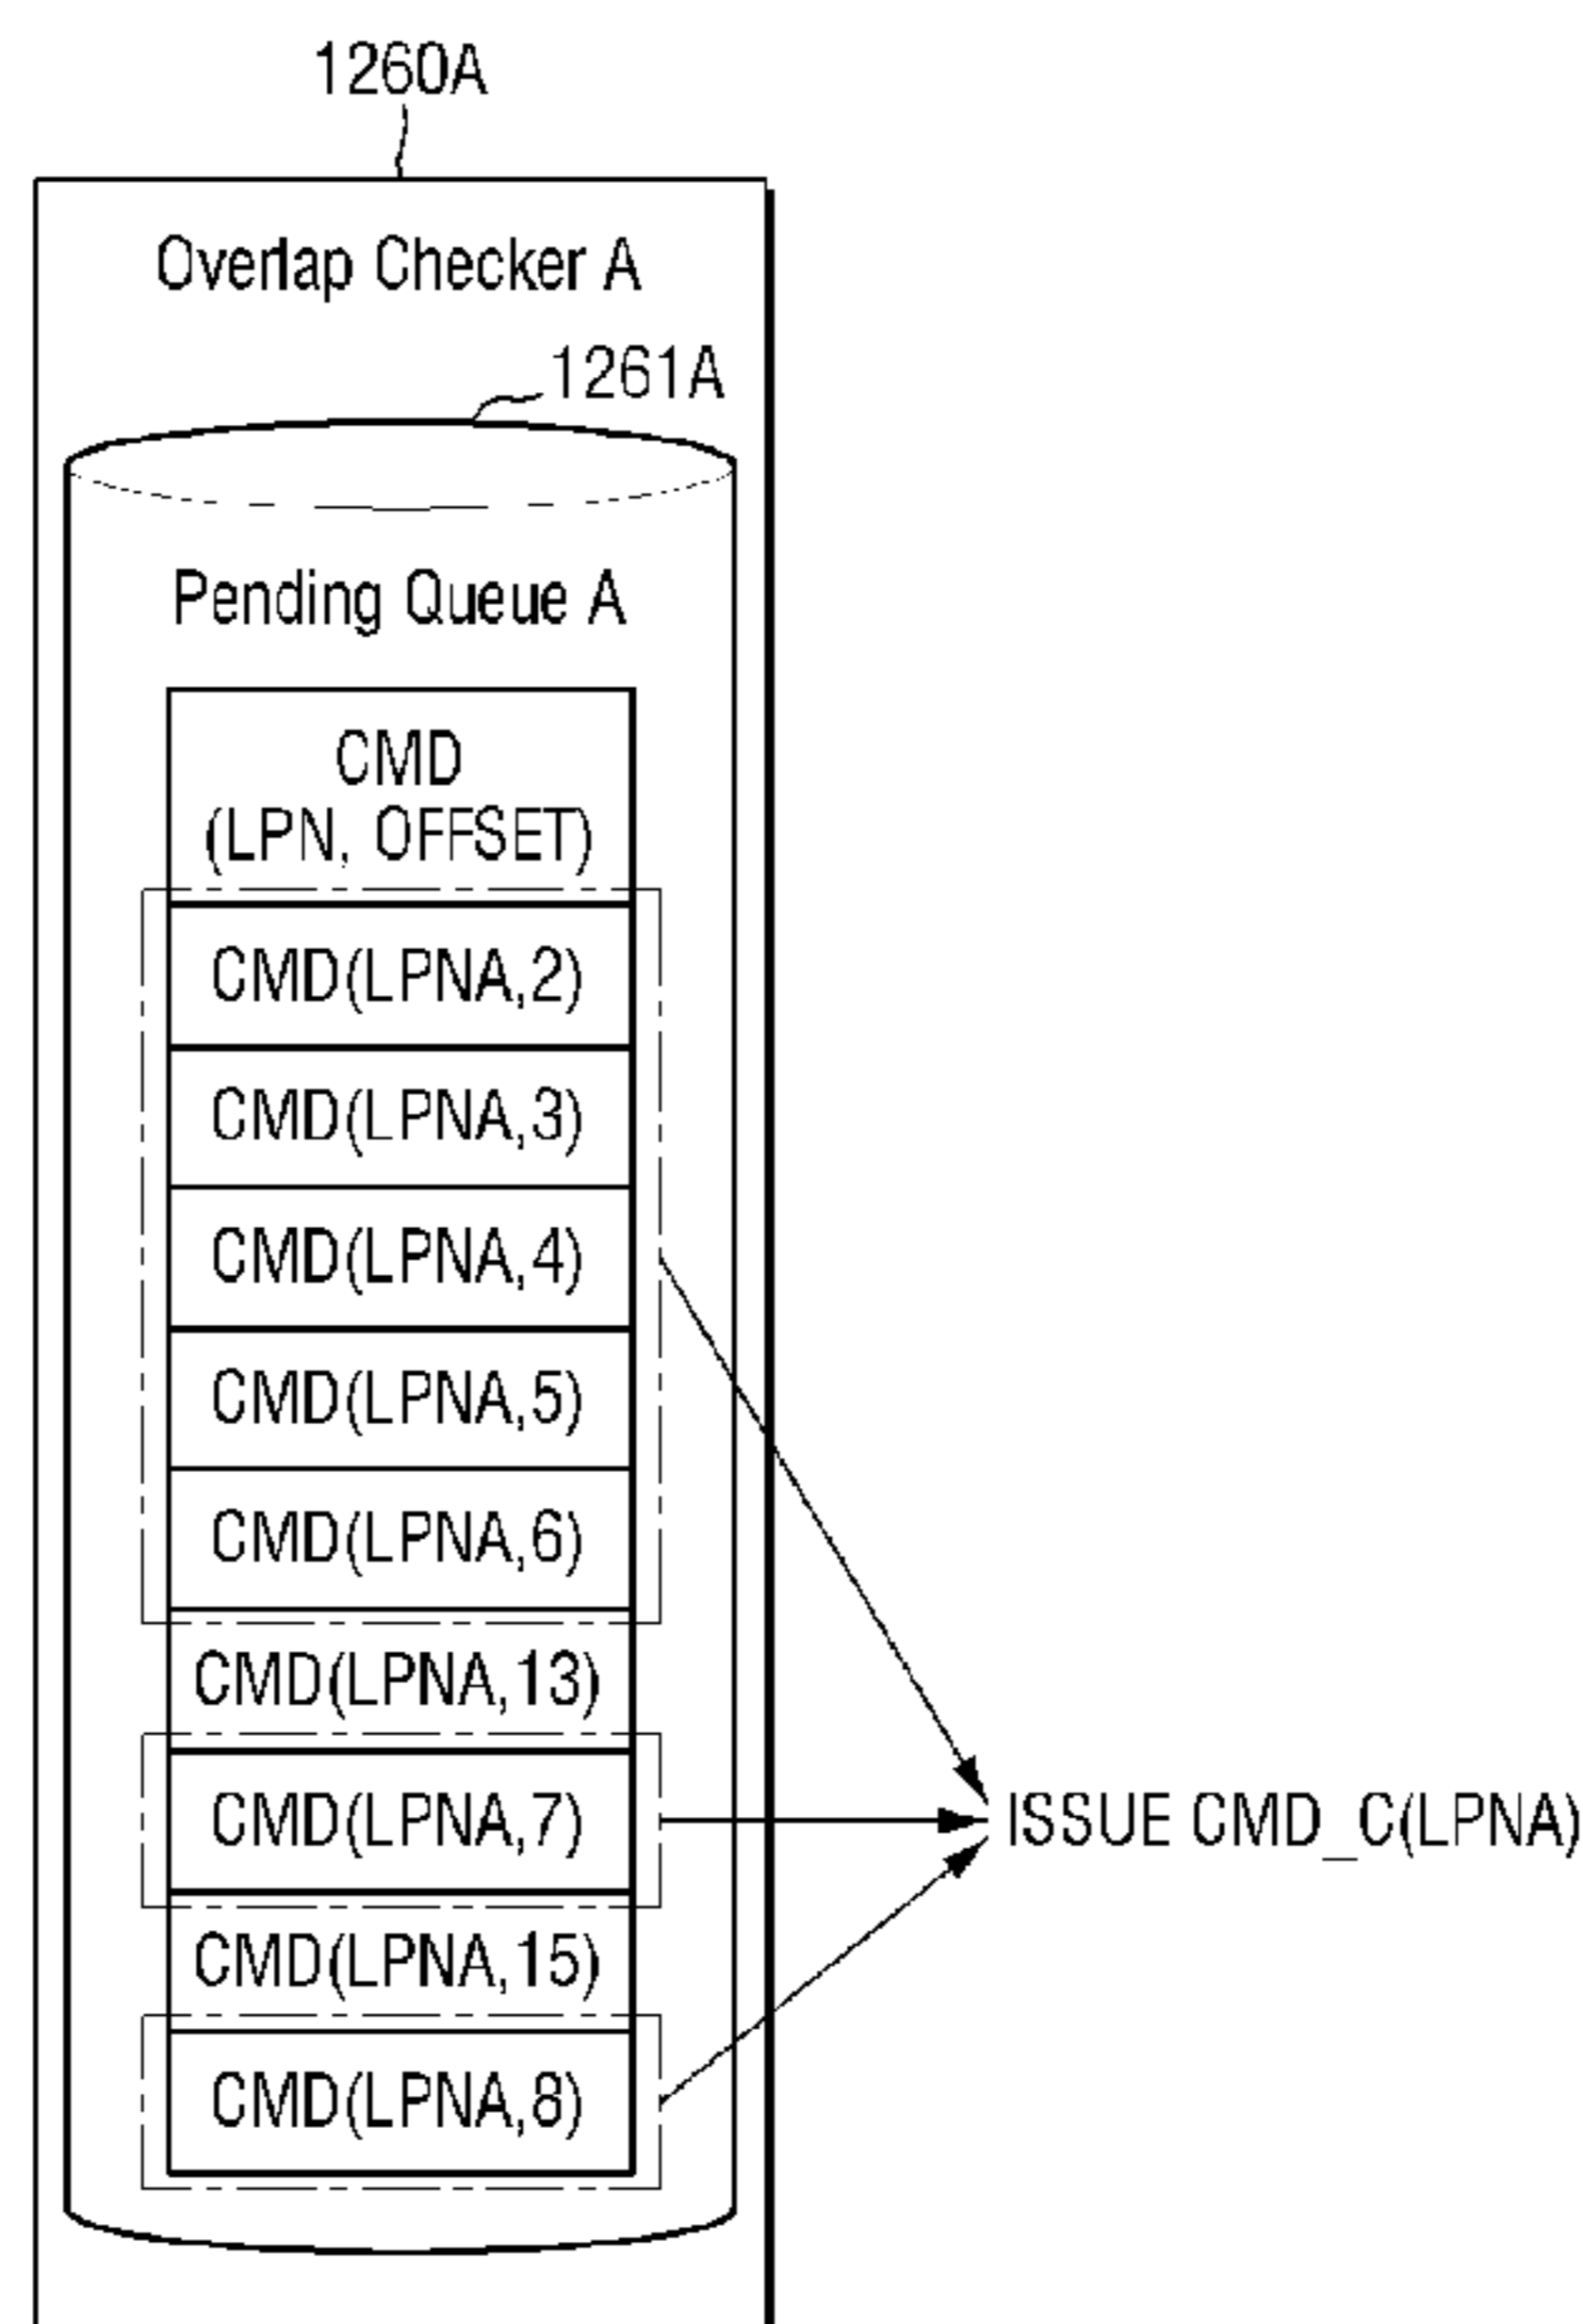 1260A
Overlap Checker A
1261A
Pending Queue A
CMD
(LPN, OFFSET)
CMD(LPNA,2)
CMD(LPNA,3)
CMD(LPNA,4)
CMD(LPNA,5)
CMD(LPNA,6)
CMD(LPNA,13)
CMD(LPNA,7)
ISSUE CMD_C(LPNA)
CMD(LPNA,15)
CMD(LPNA,8)